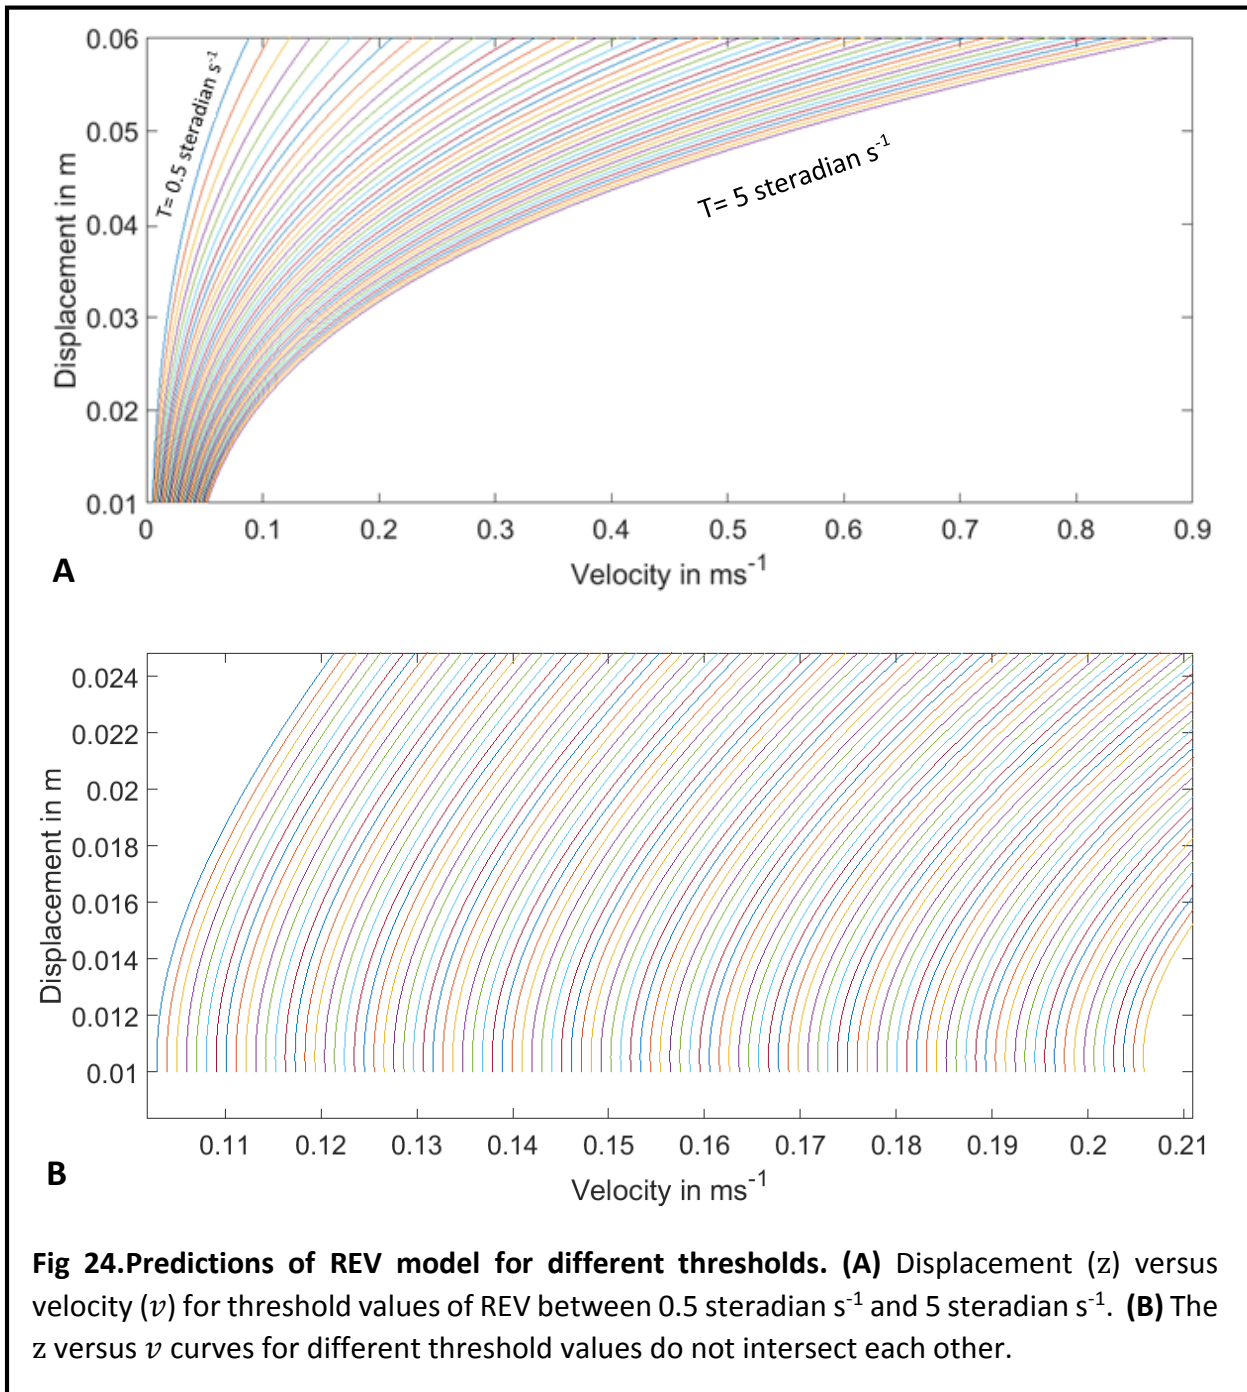 0.06
0.05
0.04
0.03
0.02
0.01
Displacement in m
T= 0.5 steradian s-1
T= 5 steradian s-1
0 0.1 0.2 0.3 0.4 0.5 0.6 0.7 0.8 0.9
A
Velocity in ms-1
0.024
0.022
0.02
0.018
0.016
0.014
0.012
0.01
Displacement in m
0.11 0.12 0.13 0.14 0.15 0.16 0.17 0.18 0.19 0.2 0.21
B
Velocity in ms-1
Fig 24.Predictions of REV model for different thresholds. (A) Displacement (z) versus
velocity (v) for threshold values of REV between 0.5 steradian s-1 and 5 steradian s-1. (B) The
z versus v curves for different threshold values do not intersect each other.